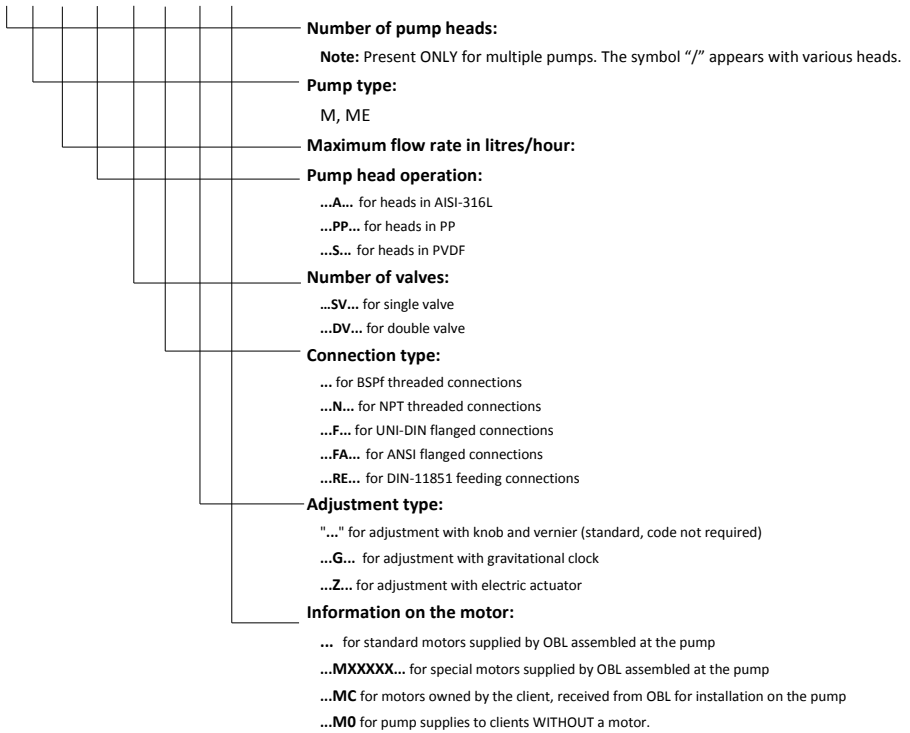 Number of pump heads:
Note: Present ONLY for multiple pumps. The symbol “/” appears with various heads.
Pump type:
M, ME
Maximum flow rate in litres/hour:
Pump head operation:
...A... for heads in AISI-316L
...PP... for heads in PP
...S... for heads in PVDF
Number of valves:
...SV... for single valve
...DV... for double valve
Connection type:
... for BSPf threaded connections
...N... for NPT threaded connections
...F... for UNI-DIN flanged connections
...FA... for ANSI flanged connections
...RE... for DIN-11851 feeding connections
Adjustment type:
"..." for adjustment with knob and vernier (standard, code not required)
...G... for adjustment with gravitational clock
...Z... for adjustment with electric actuator
Information on the motor:
... for standard motors supplied by OBL assembled at the pump
...MXXXXX... for special motors supplied by OBL assembled at the pump
...MC for motors owned by the client, received from OBL for installation on the pump
...M0 for pump supplies to clients WITHOUT a motor.